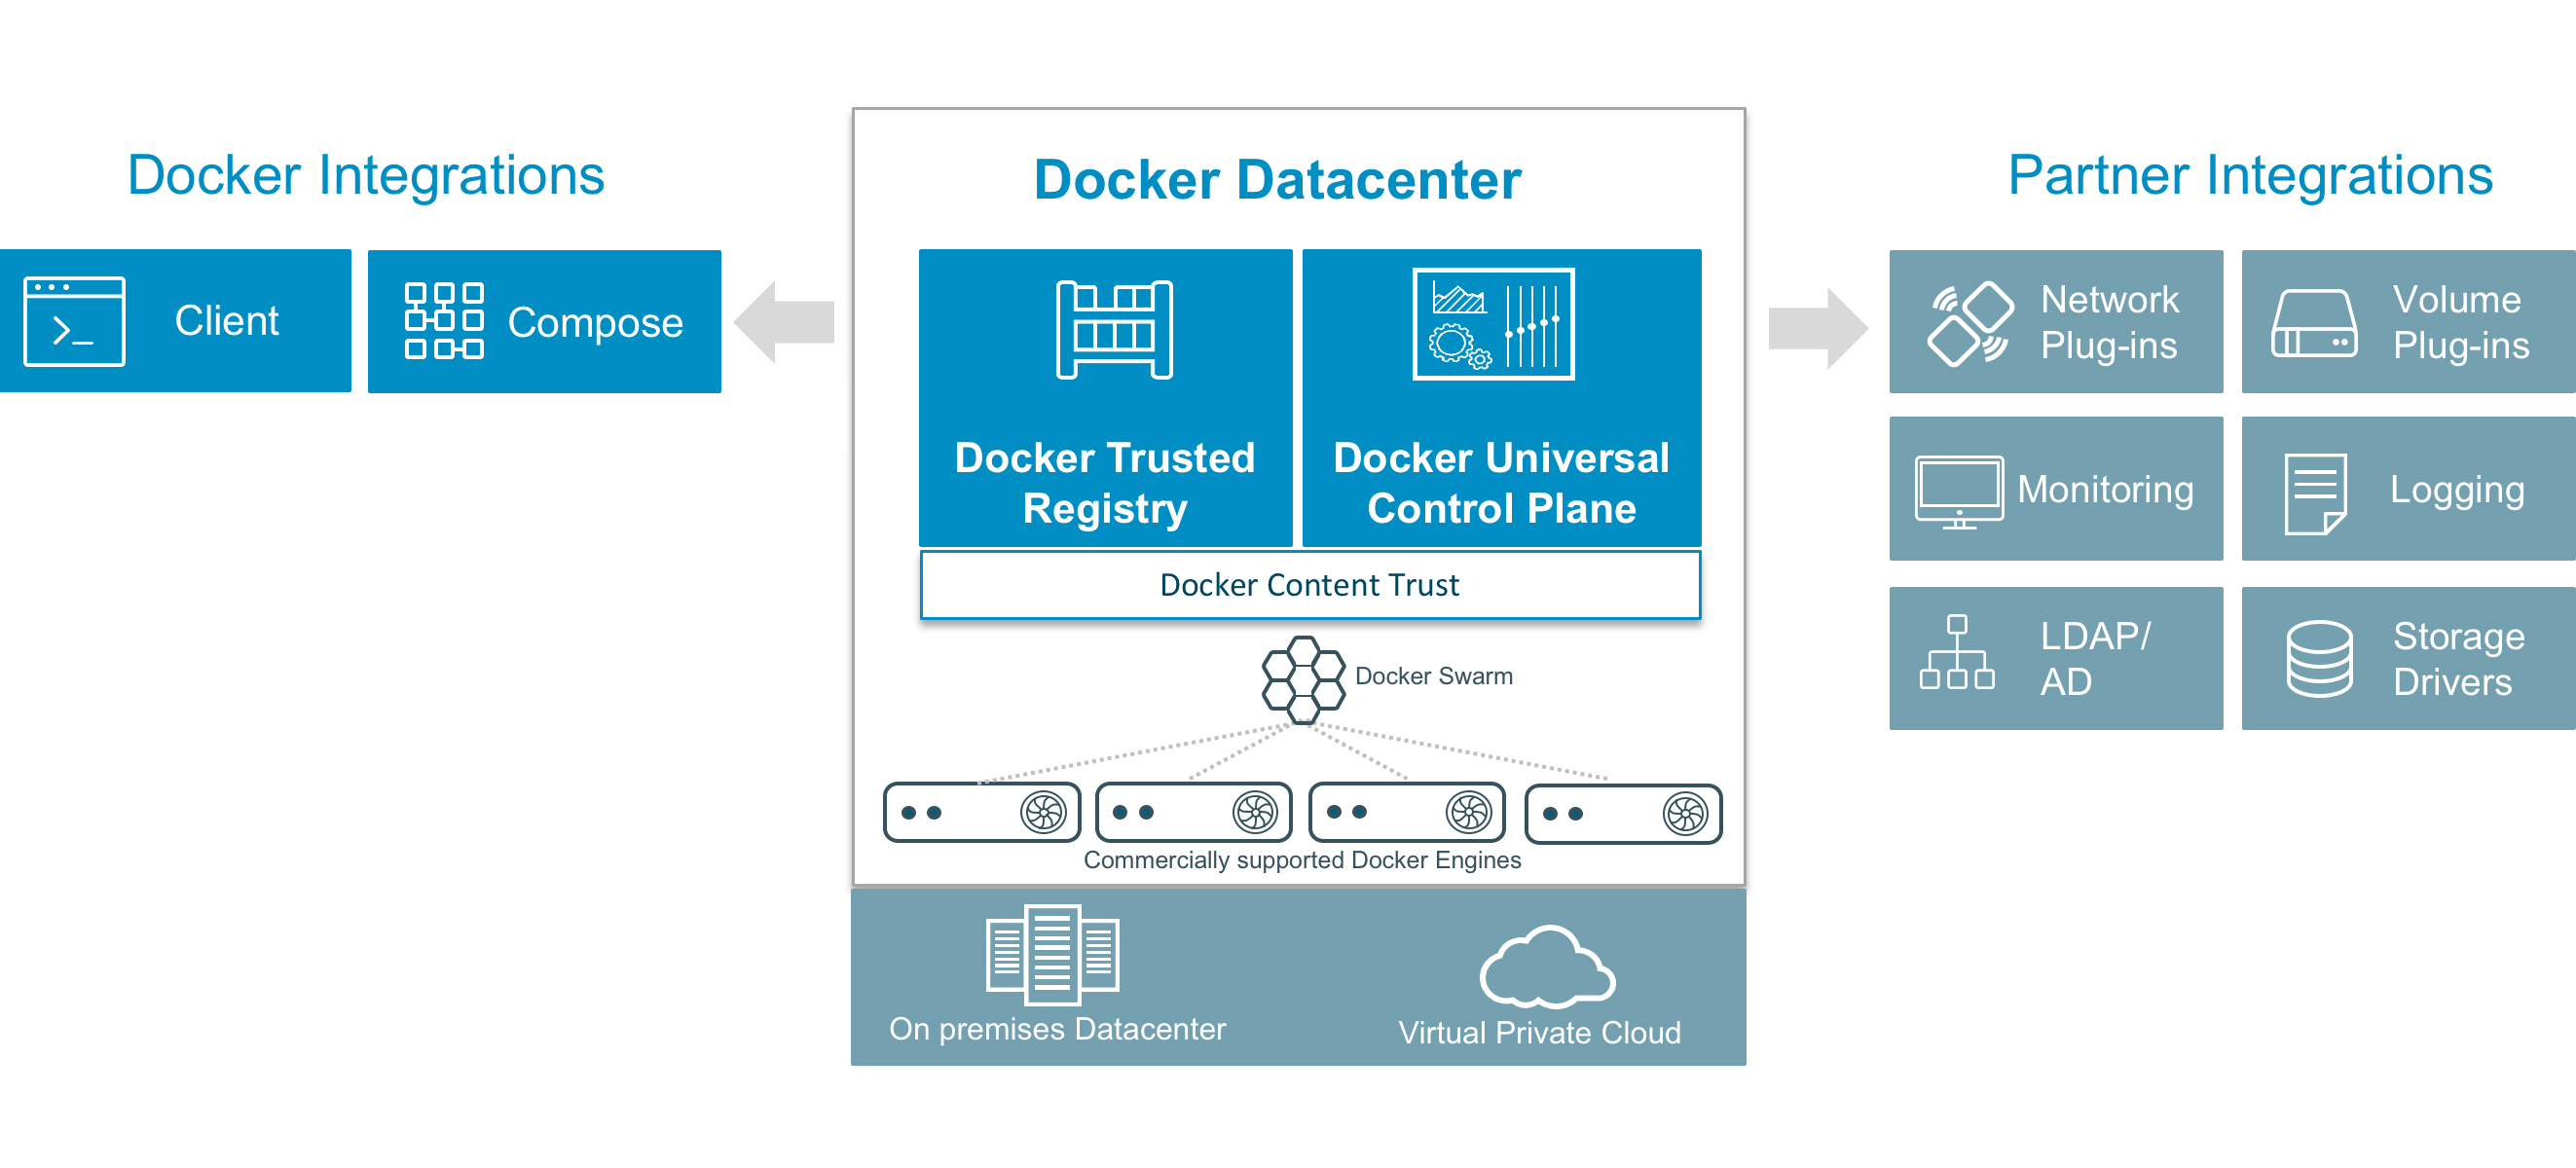 Docker Integrations
Client
Compose
Docker Datacenter
Docker Trusted
Registry
Docker Universal
Control Plane
Docker Content Trust
Docker Swarm
Commercially supported Docker Engines
On premises Datacenter
Virtual Private Cloud
Partner Integrations
Network
Plug-ins
Volume
Plug-ins
Monitoring
Logging
LDAP/
AD
Storage
Drivers